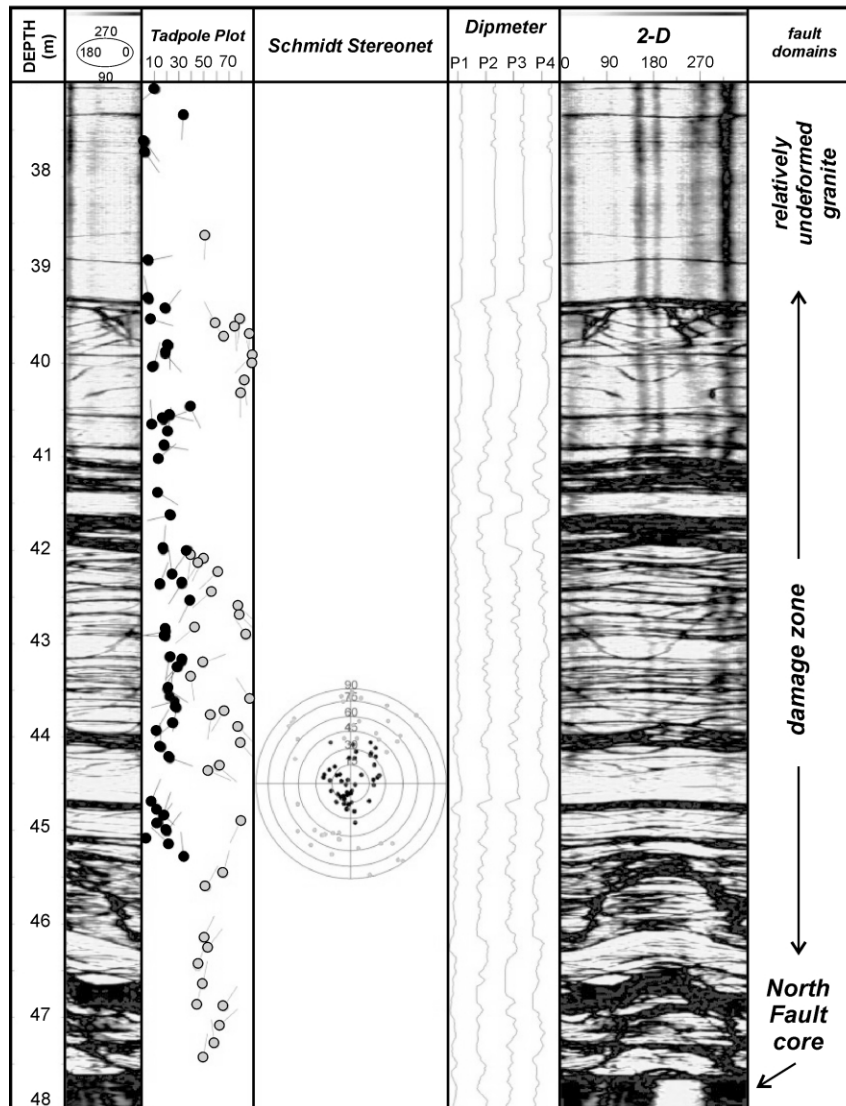 DEPTH
(m)
270
180 0
90
Tadpole Plot
10 30 50 70
Schmidt Stereonet
Dipmeter
P1 P2 P3 P4
2-D
0 90 180 270
fault
domains
38
39
40
41
42
43
44
45
46
47
48
90
75
60
45
relatively
undeformed
granite
damage zone
North
Fault
core